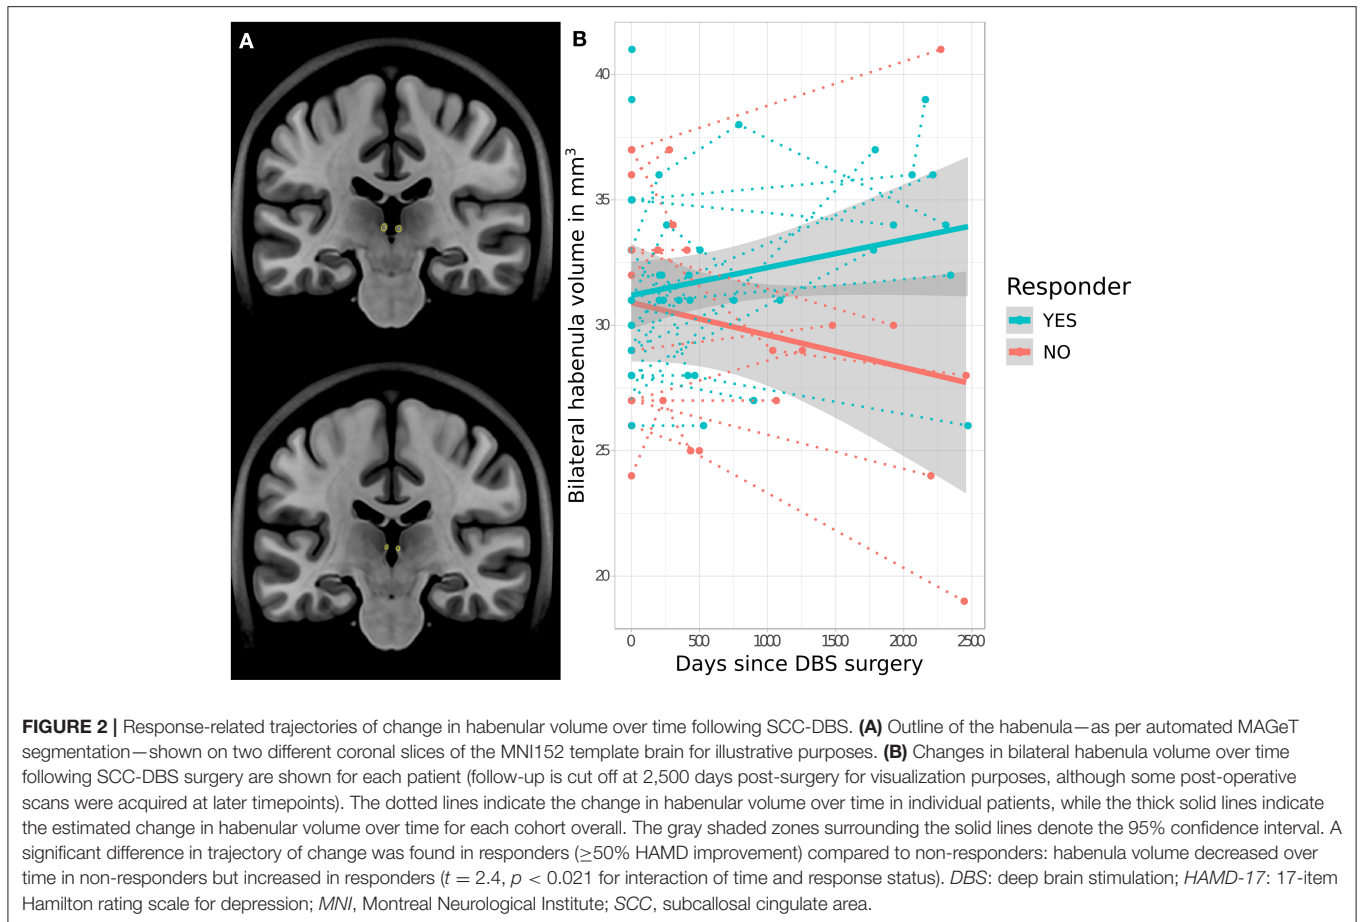 A
B
Bilateral habenula volume in mm³
40
35
30
25
20
0 500 1000 1500 2000 2500
Days since DBS surgery
Responder
YES
NO
FIGURE 2 | Response-related trajectories of change in habenular volume over time following SCC-DBS. (A) Outline of the habenula—as per automated MAGeT
segmentation—shown on two different coronal slices of the MNI152 template brain for illustrative purposes. (B) Changes in bilateral habenula volume over time
following SCC-DBS surgery are shown for each patient (follow-up is cut off at 2,500 days post-surgery for visualization purposes, although some post-operative
scans were acquired at later timepoints). The dotted lines indicate the change in habenular volume over time in individual patients, while the thick solid lines indicate
the estimated change in habenular volume over time for each cohort overall. The gray shaded zones surrounding the solid lines denote the 95% confidence interval. A
significant difference in trajectory of change was found in responders (≥50% HAMD improvement) compared to non-responders: habenula volume decreased over
time in non-responders but increased in responders (t = 2.4, p < 0.021 for interaction of time and response status). DBS: deep brain stimulation; HAMD-17: 17-item
Hamilton rating scale for depression; MNI, Montreal Neurological Institute; SCC, subcallosal cingulate area.